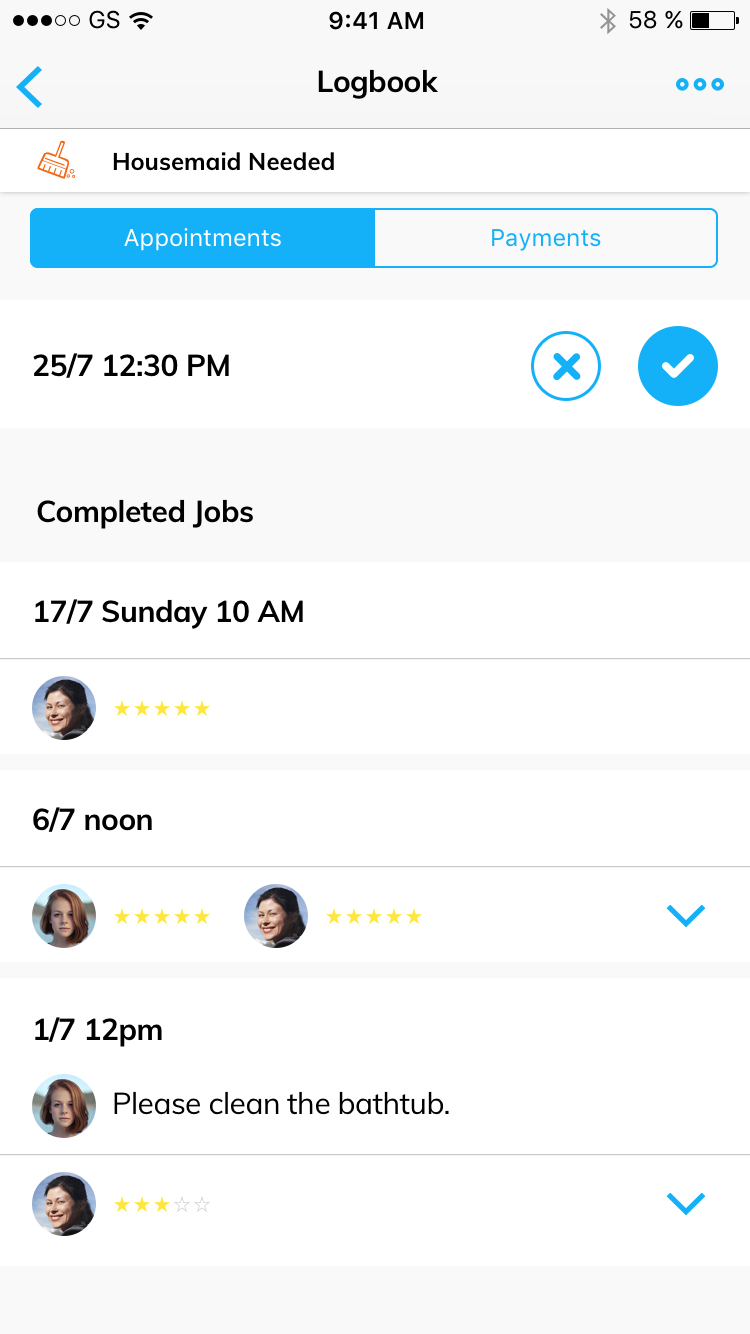 GS 9:41 AM 58 %
Logbook
Housemaid Needed
Appointments Payments
25/7 12:30 PM
Completed Jobs
17/7 Sunday 10 AM
6/7 noon
1/7 12pm
Please clean the bathtub.